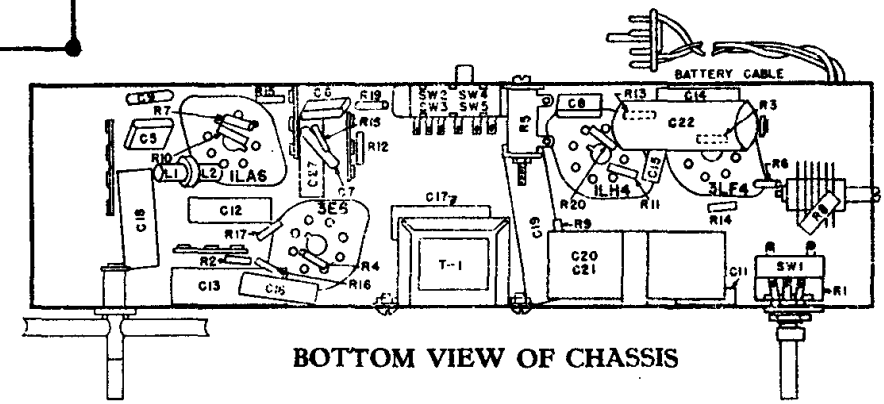 BATTERY CABLE
C9
R15
C6
R19
SW2 SW4
SW3 SW5
R5
C8
R13
C14
R3
R7
C5
R15
R12
C22
R10
L1
L2
1LA6
C7
1LH4
C15
3LF4
R6
R20
R11
R14
R8
C18
C12
3E5
C17
C19
R9
R17
R2
R4
R16
T-1
C20
C21
C11
SW1
R1
C13
C16
BOTTOM VIEW OF CHASSIS